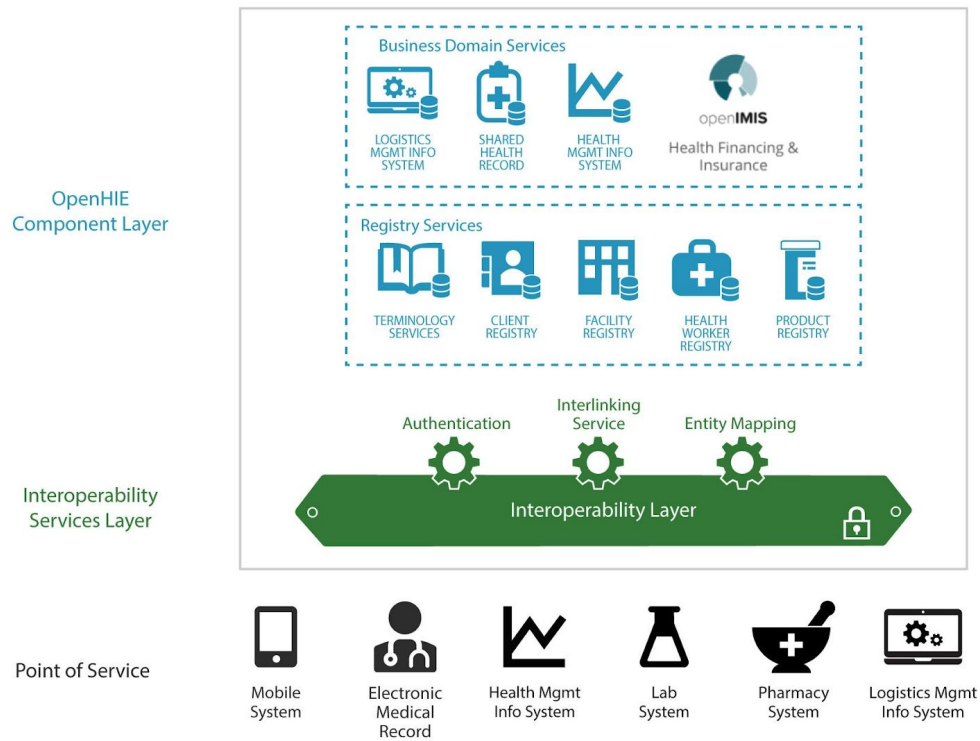 Business Domain Services
LOGISTICS
MGMT INFO
SYSTEM
SHARED
HEALTH
RECORD
HEALTH
MGMT INFO
SYSTEM
openIMIS
Health Financing &
Insurance
OpenHIE
Component Layer
Registry Services
TERMINOLOGY
SERVICES
CLIENT
REGISTRY
FACILITY
REGISTRY
HEALTH
WORKER
REGISTRY
PRODUCT
REGISTRY
Authentication
Interlinking
Service
Entity Mapping
Interoperability
Services Layer
Interoperability Layer
Point of Service
Mobile
System
Electronic
Medical
Record
Health Mgmt
Info System
Lab
System
Pharmacy
System
Logistics Mgmt
Info System